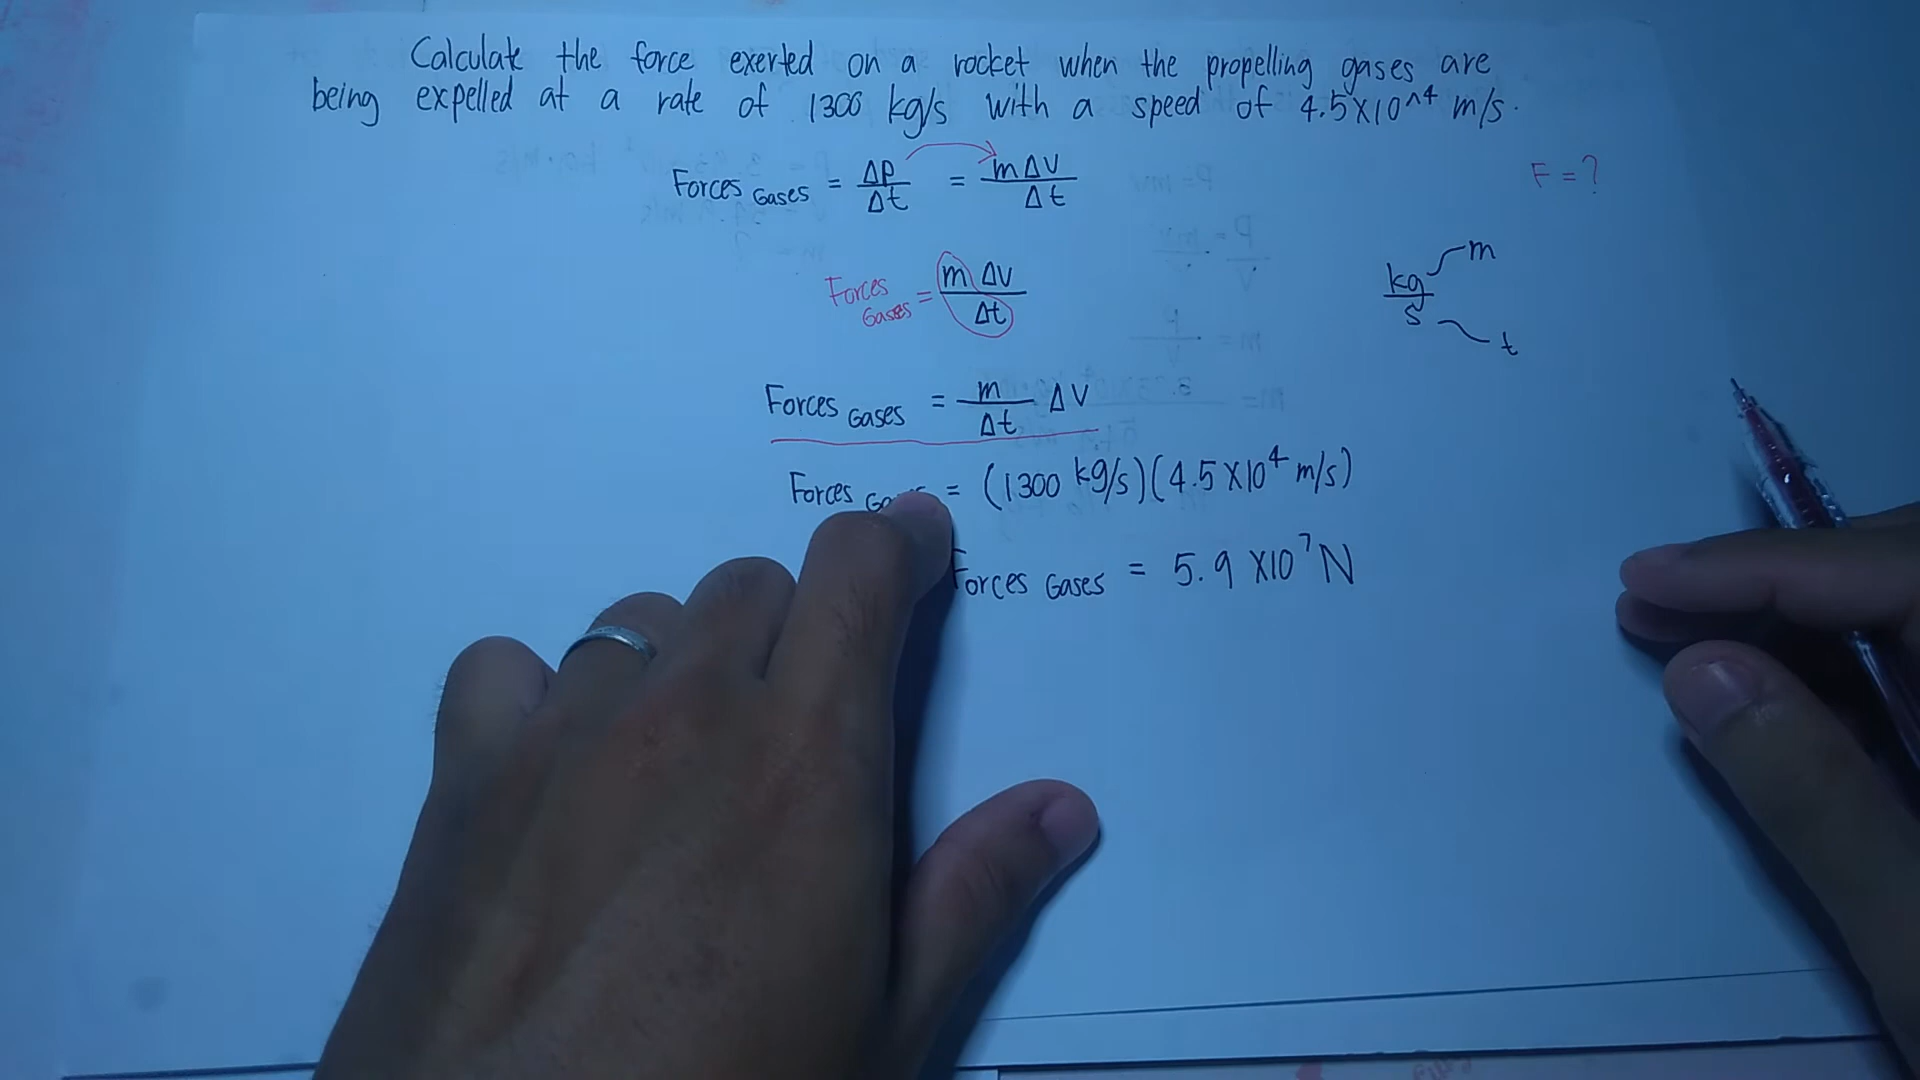 Calculate the force exerted on a rocket when the propelling gases are
being expelled at a rate of 1300 kg/s with a speed of 4.5X10^4 m/s.
Forces Gases = ΔP/Δt = mΔV/Δt
F = ?
Forces Gases = m ΔV/Δt
kg/s
m
t
Forces Gases = m/Δt ΔV
Forces = (1300 kg/s)(4.5X10⁴ m/s)
Forces Gases = 5.9 X10⁷ N